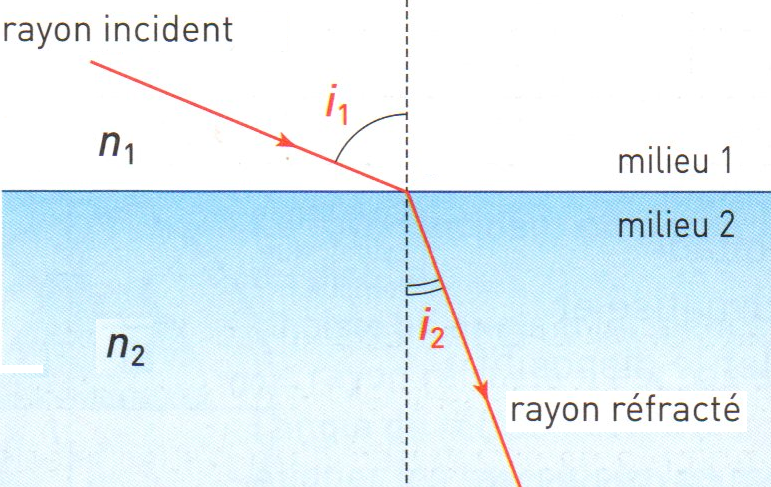 rayon incident
i1
n1
milieu 1
milieu 2
i2
n2
rayon réfracté